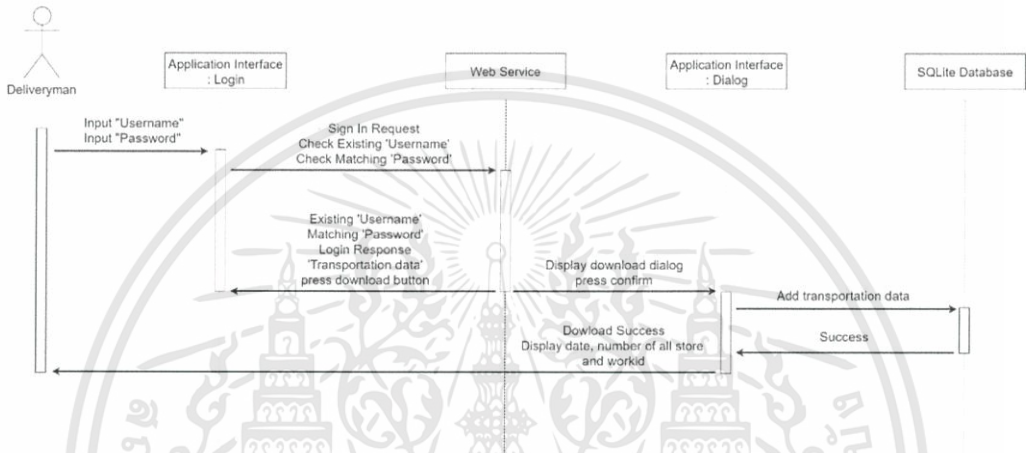 Deliveryman
Application Interface
: Login
Web Service
Application Interface
: Dialog
SQLite Database
Input "Username"
Input "Password"
Sign In Request
Check Existing 'Username'
Check Matching 'Password'
Existing 'Username'
Matching 'Password'
Login Response
'Transportation data'
press download button
Display download dialog
press confirm
Add transportation data
Success
Dowload Success
Display date, number of all store
and workid